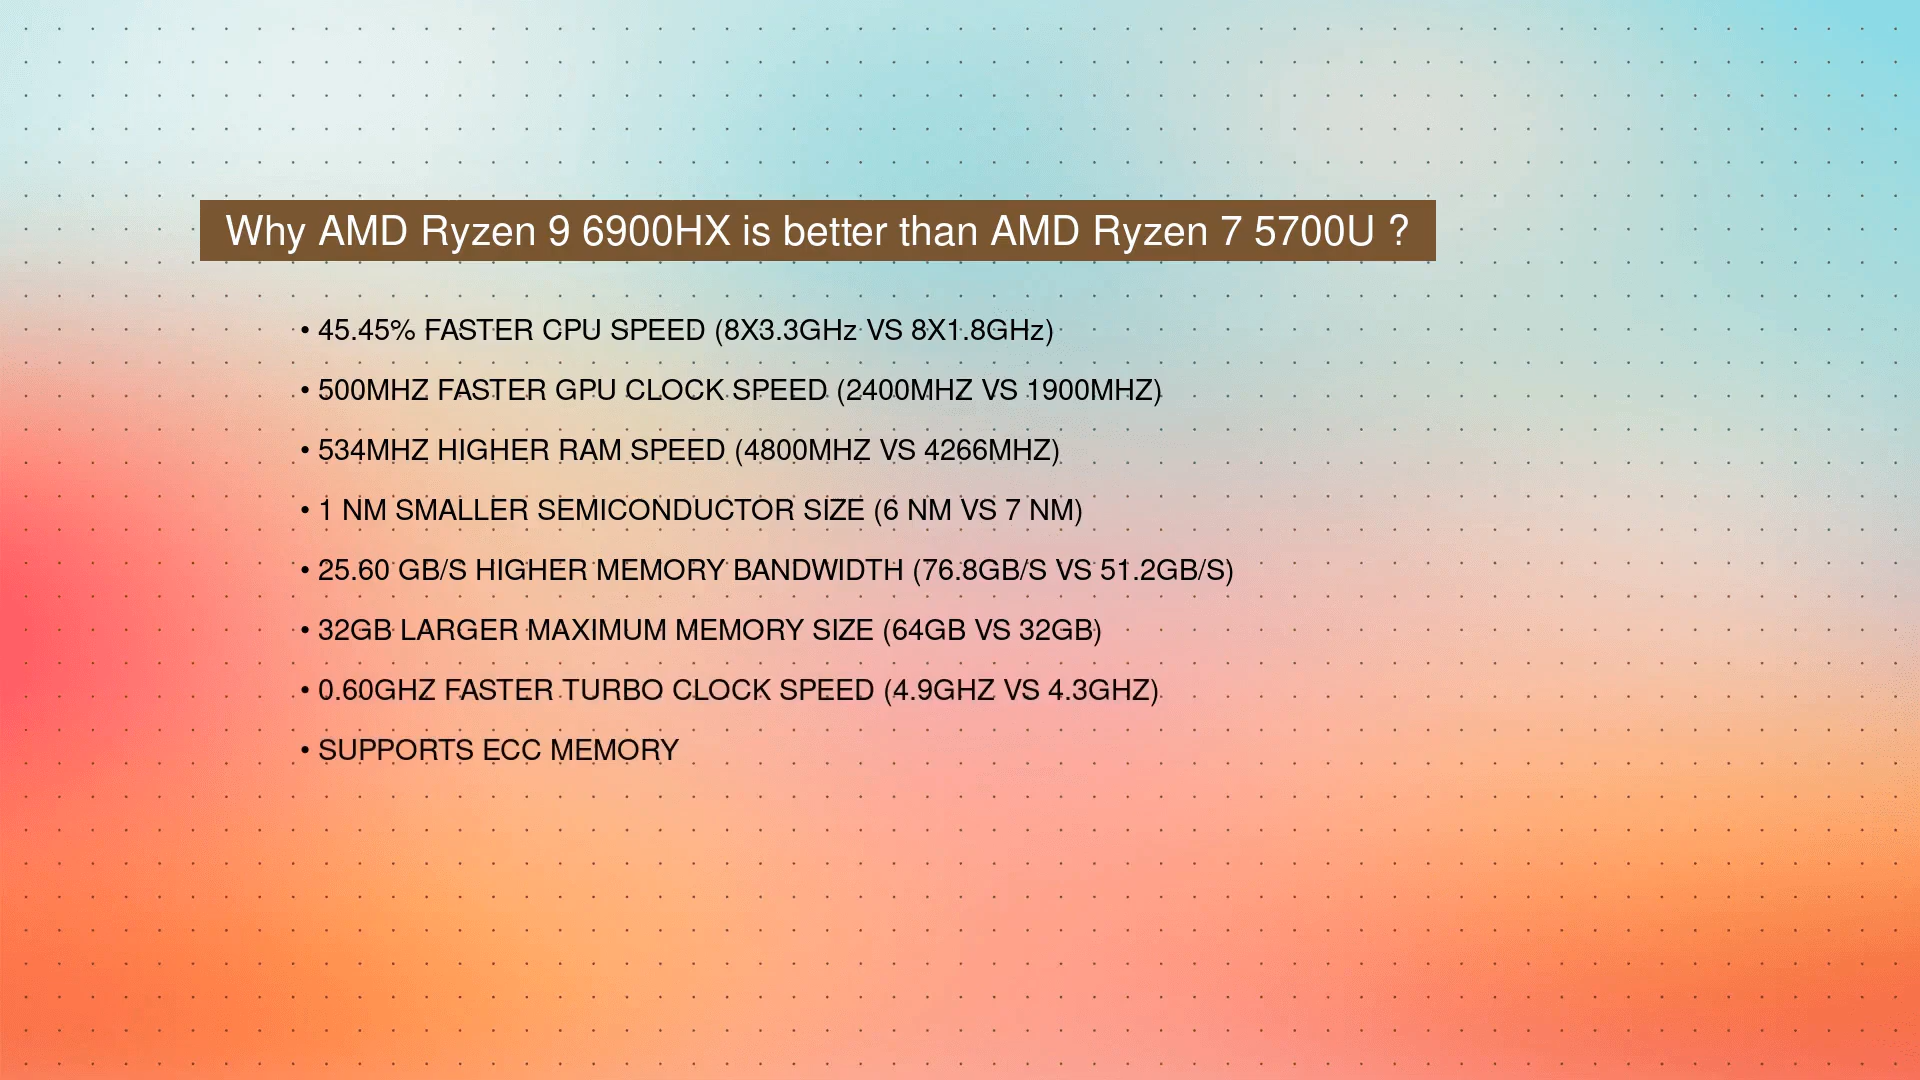 Why AMD Ryzen 9 6900HX is better than AMD Ryzen 7 5700U ?
• 45.45% FASTER CPU SPEED (8X3.3GHz VS 8X1.8GHz)
• 500MHZ FASTER GPU CLOCK SPEED (2400MHZ VS 1900MHZ)
• 534MHZ HIGHER RAM SPEED (4800MHZ VS 4266MHZ)
• 1 NM SMALLER SEMICONDUCTOR SIZE (6 NM VS 7 NM)
• 25.60 GB/S HIGHER MEMORY BANDWIDTH (76.8GB/S VS 51.2GB/S)
• 32GB LARGER MAXIMUM MEMORY SIZE (64GB VS 32GB)
• 0.60GHZ FASTER TURBO CLOCK SPEED (4.9GHZ VS 4.3GHZ)
• SUPPORTS ECC MEMORY